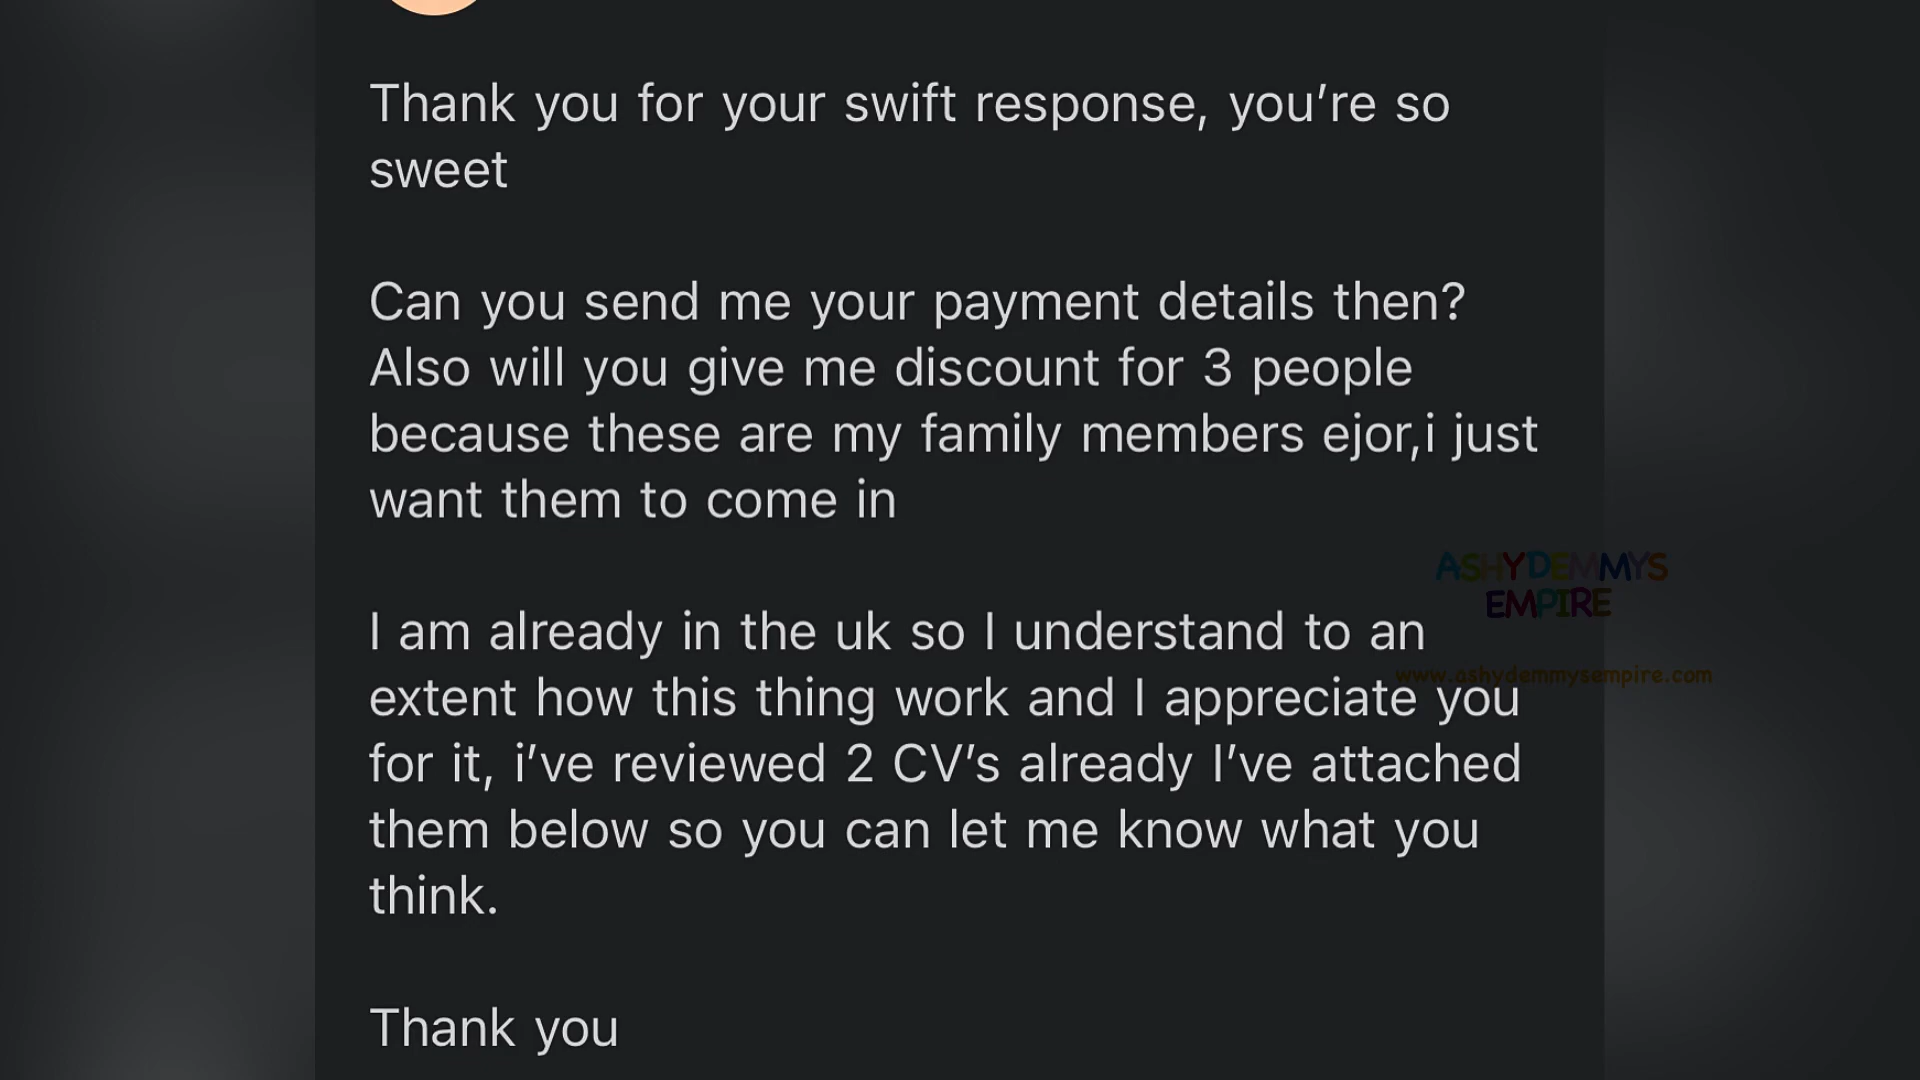 Thank you for your swift response, you’re so
sweet
Can you send me your payment details then?
Also will you give me discount for 3 people
because these are my family members ejor,i just
want them to come in
ASHYDEMMYS
EMPIRE
I am already in the uk so I understand to an
www.ashydemmysempire.com
extent how this thing work and I appreciate you
for it, i’ve reviewed 2 CV’s already I’ve attached
them below so you can let me know what you
think.
Thank you